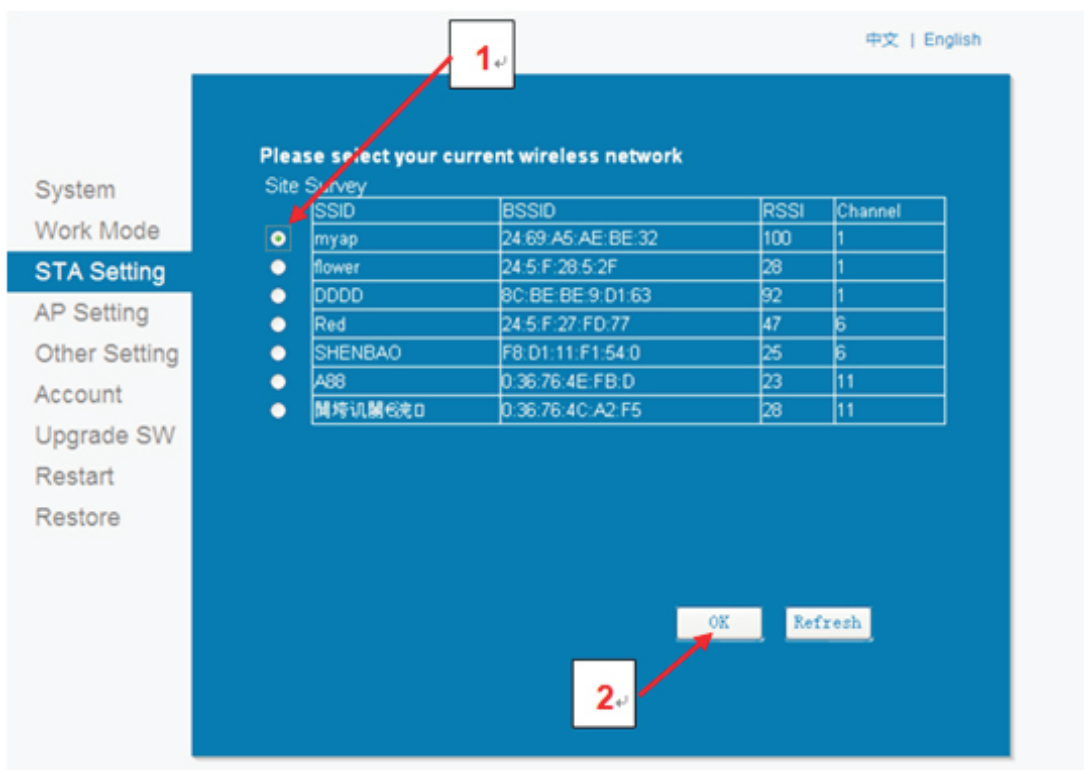 中文 | English
1
Please select your current wireless network
Site Survey
SSID BSSID RSSI Channel
myap 24:69:A5:AE:BE:32 100 1
flower 24:5:F:28:5:2F 28 1
DDDD 8C:BE:BE:9:D1:63 92 1
Red 24:5:F:27:FD:77 47 6
SHENBAO F8:D1:11:F1:54:0 25 6
A88 0:36:76:4E:FB:D 23 11
0:36:76:4C:A2:F5 28 11
System
Work Mode
STA Setting
AP Setting
Other Setting
Account
Upgrade SW
Restart
Restore
OK Refresh
2